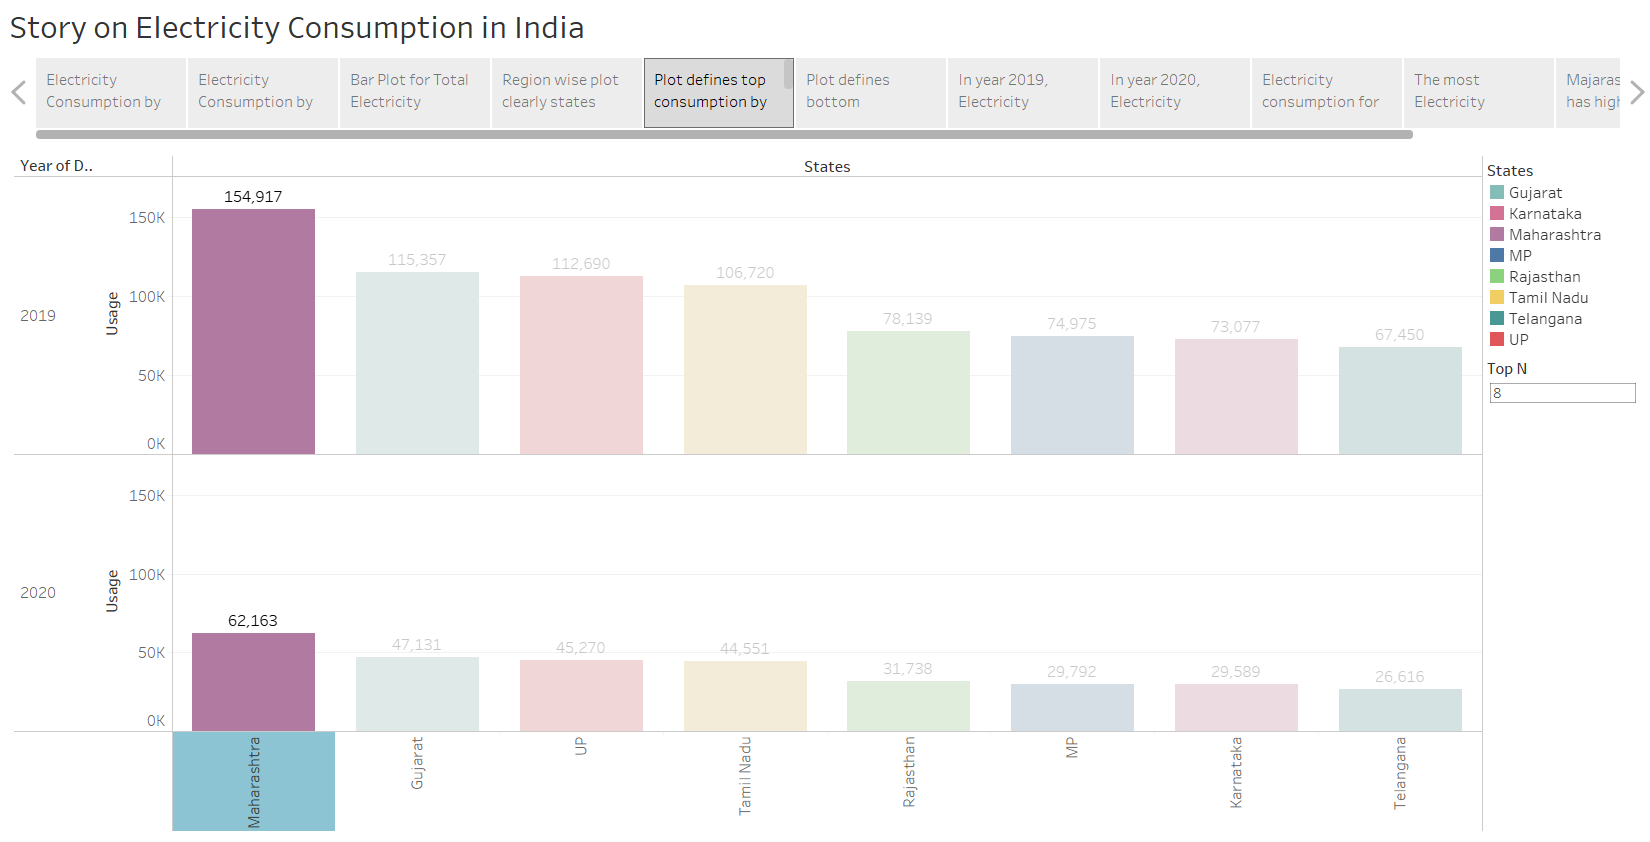 Story on Electricity Consumption in India
Electricity
Consumption by
Electricity
Consumption by
Bar Plot for Total
Electricity
Region wise plot
clearly states
Plot defines top
consumption by
Plot defines
bottom
In year 2019,
Electricity
In year 2020,
Electricity
Electricity
consumption for
The most
Electricity
Majaras
has high
Year of D..
States
2019
Usage
150K
100K
50K
0K
154,917
115,357
112,690
106,720
78,139
74,975
73,077
67,450
2020
Usage
150K
100K
50K
0K
62,163
47,131
45,270
44,551
31,738
29,792
29,589
26,616
Maharashtra
Gujarat
UP
Tamil Nadu
Rajasthan
MP
Karnataka
Telangana
States
Gujarat
Karnataka
Maharashtra
MP
Rajasthan
Tamil Nadu
Telangana
UP
Top N
8